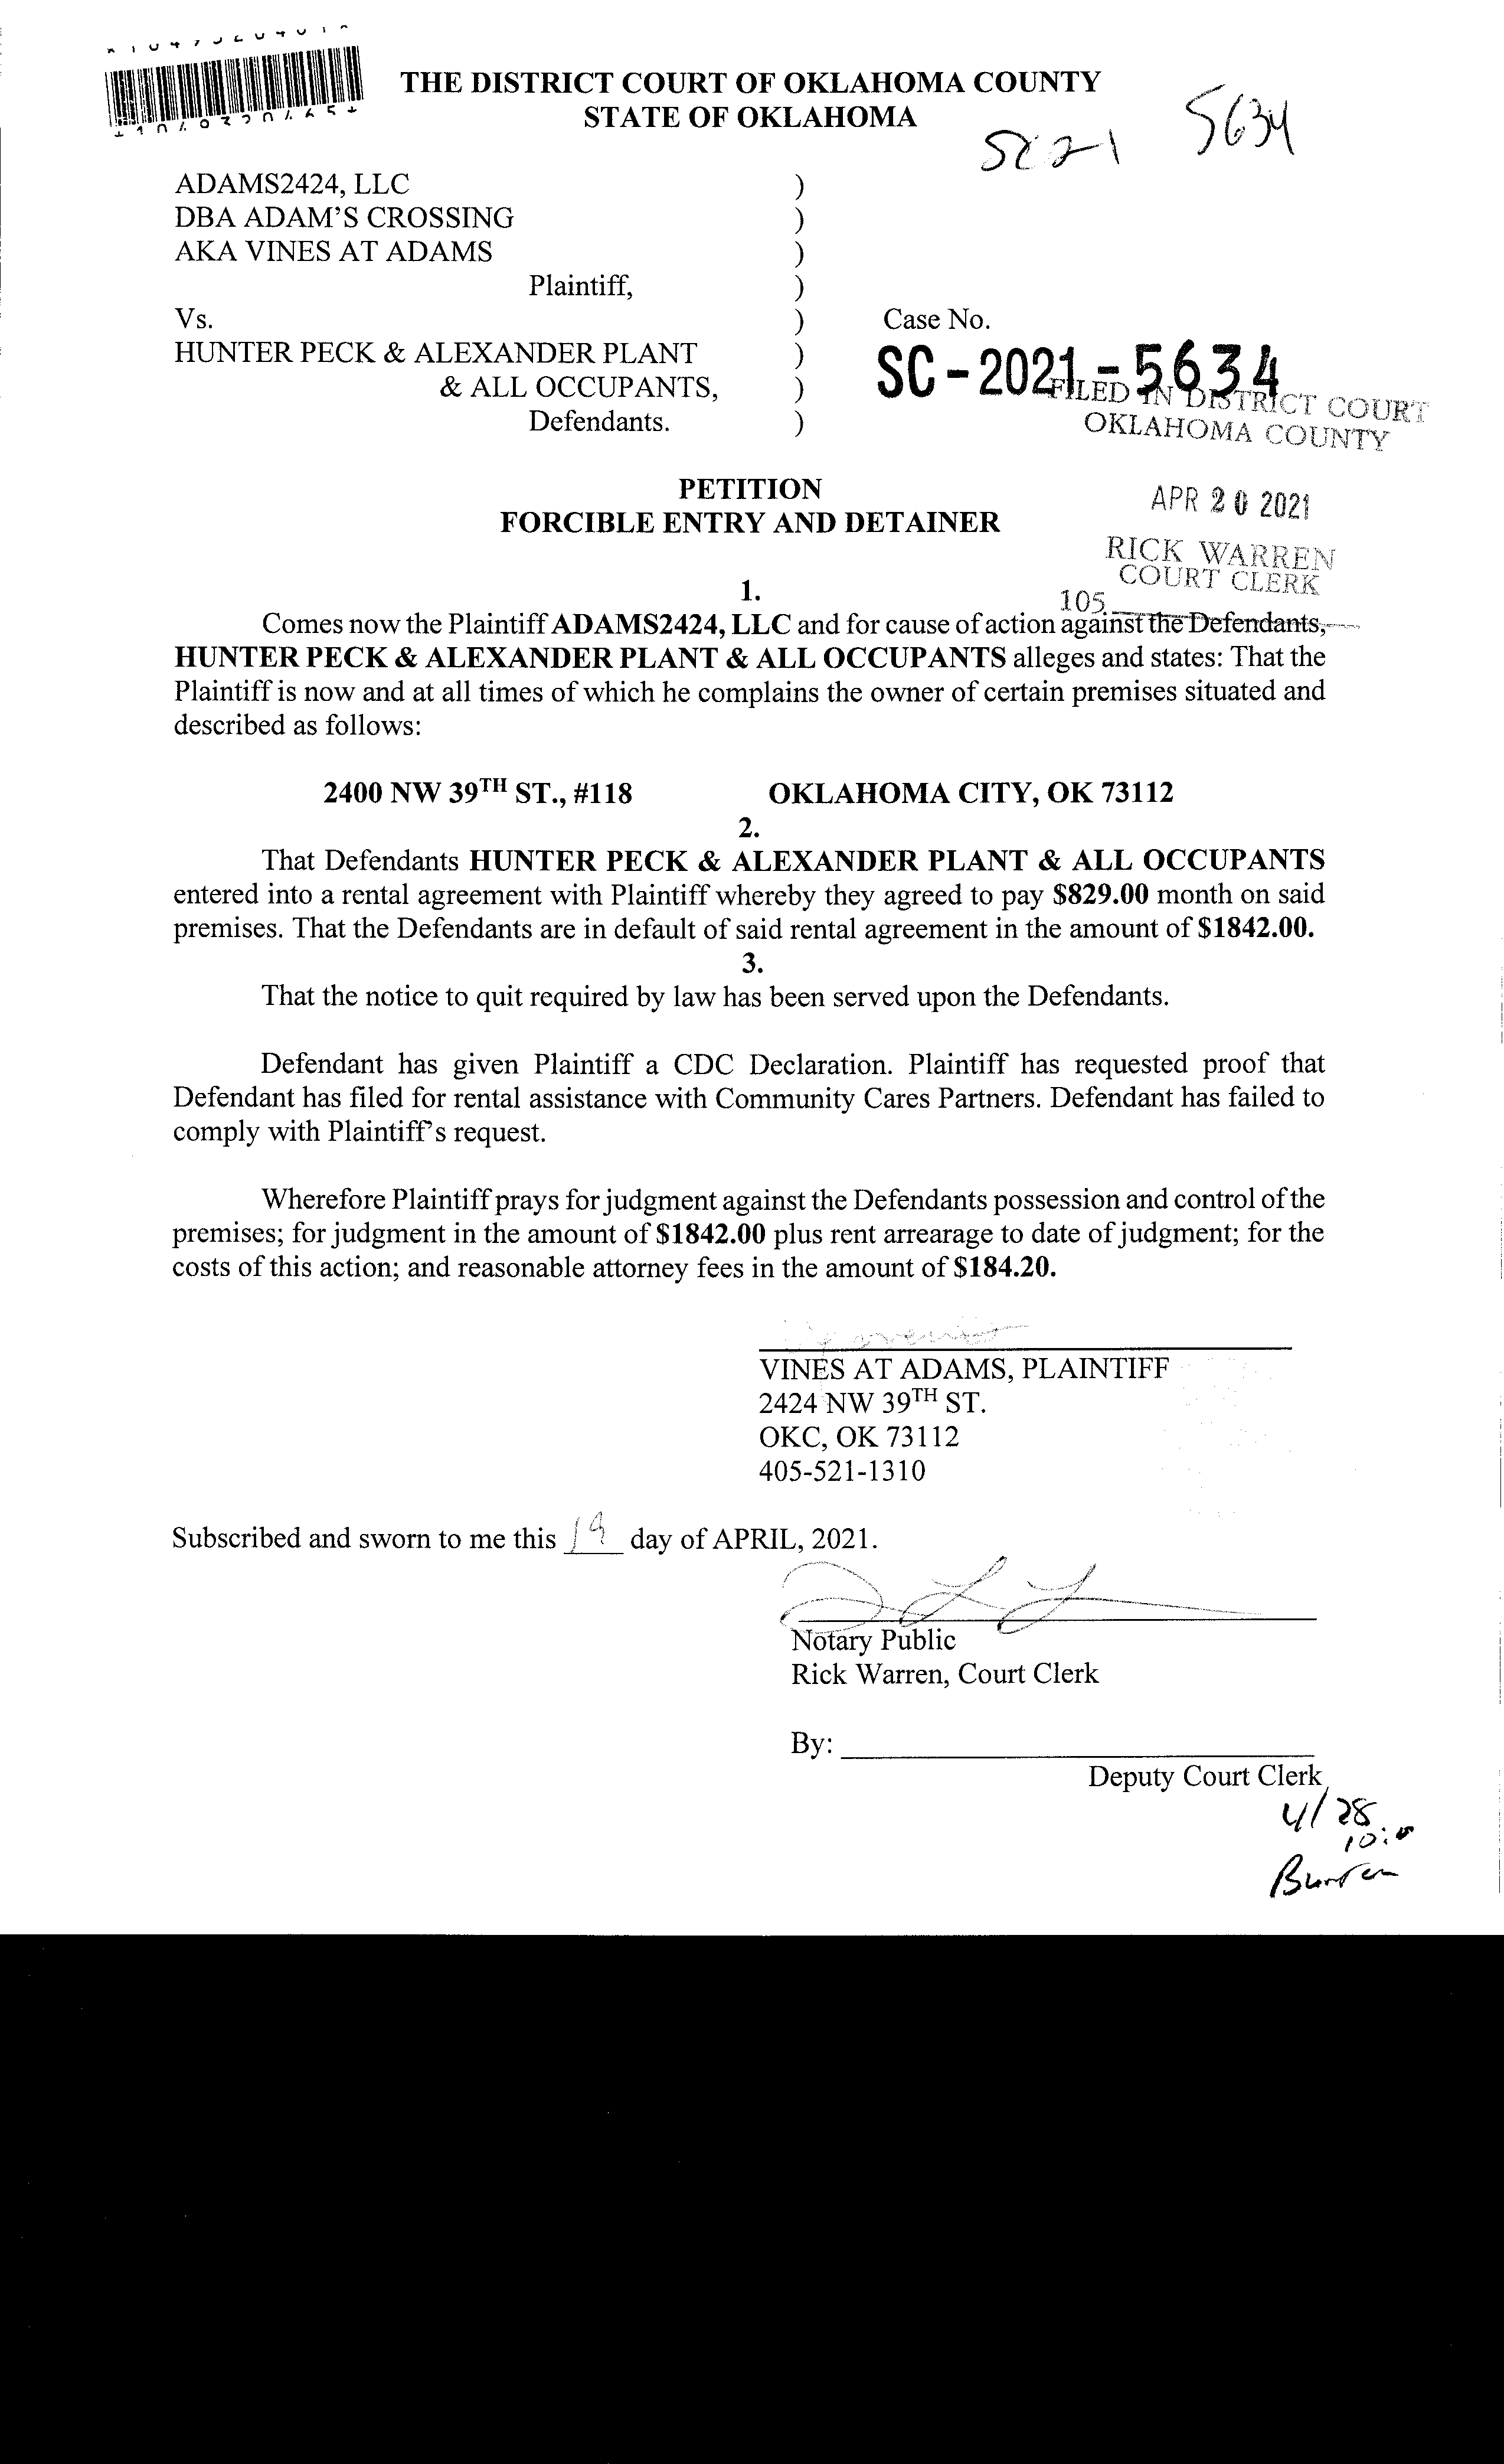 THE DISTRICT COURT OF OKLAHOMA COUNTY
STATE OF OKLAHOMA
SC 21 5634
ADAMS2424, LLC )
DBA ADAM'S CROSSING )
AKA VINES AT ADAMS )
Plaintiff, )
Vs. ) Case No.
HUNTER PECK & ALEXANDER PLANT )
& ALL OCCUPANTS, )
Defendants. )
SC-2021-5634
FILED IN DISTRICT COURT
OKLAHOMA COUNTY
PETITION
FORCIBLE ENTRY AND DETAINER
APR 20 2021
RICK WARREN
COURT CLERK
105
1.
Comes now the Plaintiff ADAMS2424, LLC and for cause of action against the Defendants,
HUNTER PECK & ALEXANDER PLANT & ALL OCCUPANTS alleges and states: That the
Plaintiff is now and at all times of which he complains the owner of certain premises situated and
described as follows:
2400 NW 39TH ST., #118 OKLAHOMA CITY, OK 73112
2.
That Defendants HUNTER PECK & ALEXANDER PLANT & ALL OCCUPANTS
entered into a rental agreement with Plaintiff whereby they agreed to pay $829.00 month on said
premises. That the Defendants are in default of said rental agreement in the amount of $1842.00.
3.
That the notice to quit required by law has been served upon the Defendants.
Defendant has given Plaintiff a CDC Declaration. Plaintiff has requested proof that
Defendant has filed for rental assistance with Community Cares Partners. Defendant has failed to
comply with Plaintiff's request.
Wherefore Plaintiff prays for judgment against the Defendants possession and control of the
premises; for judgment in the amount of $1842.00 plus rent arrearage to date of judgment; for the
costs of this action; and reasonable attorney fees in the amount of $184.20.
VINES AT ADAMS, PLAINTIFF
2424 NW 39TH ST.
OKC, OK 73112
405-521-1310
Subscribed and sworn to me this 19 day of APRIL, 2021.
Notary Public
Rick Warren, Court Clerk
By:
Deputy Court Clerk
4/28